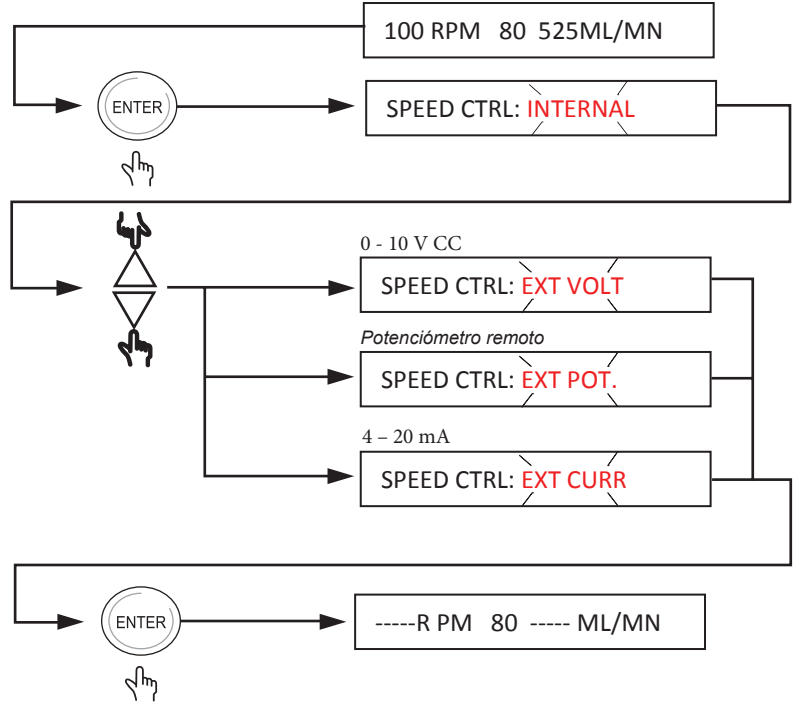 100 RPM 80 525ML/MN
ENTER
SPEED CTRL: INTERNAL
0 - 10 V CC
SPEED CTRL: EXT VOLT
Potenciómetro remoto
SPEED CTRL: EXT POT.
4 – 20 mA
SPEED CTRL: EXT CURR
ENTER
-----R PM 80 ----- ML/MN